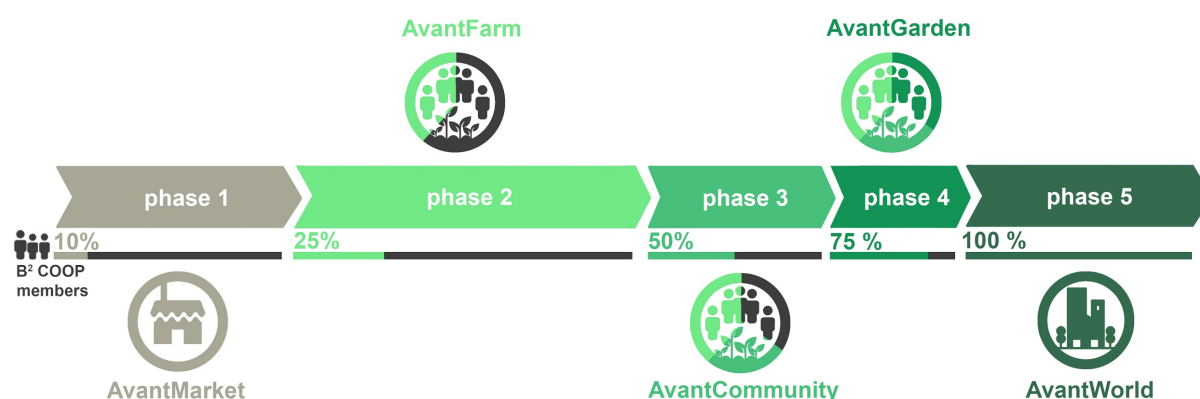 AvantFarm
AvantGarden
phase 1
phase 2
phase 3
phase 4
phase 5
10%
25%
50%
75 %
100 %
B² COOP
members
AvantMarket
AvantCommunity
AvantWorld